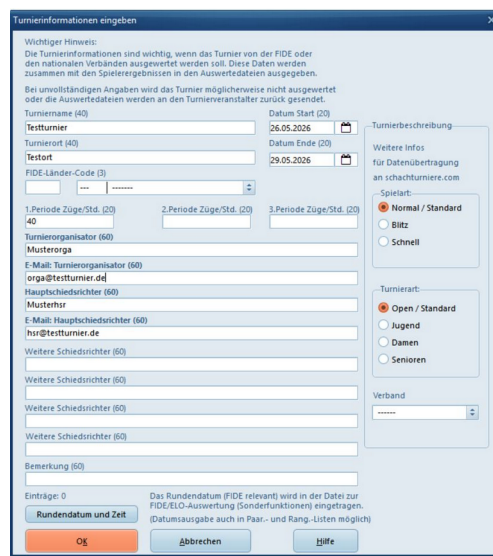 Turnierinformationen eingeben
Wichtiger Hinweis:
Die Turnierinformationen sind wichtig, wenn das Turnier von der FIDE oder
den nationalen Verbänden ausgewertet werden soll. Diese Daten werden
zusammen mit den Spielerergebnissen in den Auswertedateien ausgegeben.
Bei unvollständigen Angaben wird das Turnier möglicherweise nicht ausgewertet
oder die Auswertedateien werden an den Turnierveranstalter zurück gesendet.
Turniername (40)
Testturnier
Datum Start (20)
26.05.2026
Turnierort (40)
Testort
Datum Ende (20)
29.05.2026
FIDE-Länder-Code (3)
--- -------
1.Periode Züge/Std. (20) 2.Periode Züge/Std. (20) 3.Periode Züge/Std. (20)
40
Turnierorganisator (60)
Musterorga
E-Mail: Turnierorganisator (60)
orga@testturnier.de
Hauptschiedsrichter (60)
Musterhsr
E-Mail: Hauptschiedsrichter (60)
hsr@testturnier.de
Weitere Schiedsrichter (60)
Weitere Schiedsrichter (60)
Weitere Schiedsrichter (60)
Weitere Schiedsrichter (60)
Bemerkung (60)
Einträge: 0
Rundendatum und Zeit
Das Rundendatum (FIDE relevant) wird in der Datei zur
FIDE/ELO-Auswertung (Sonderfunktionen) eingetragen.
(Datumsausgabe auch in Paar.- und Rang.-Listen möglich)
OK
Abbrechen
Hilfe
Turnierbeschreibung
Weitere Infos
für Datenübertragung
an schachturniere.com
Spielart:
Normal / Standard
Blitz
Schnell
Turnierart:
Open / Standard
Jugend
Damen
Senioren
Verband
------